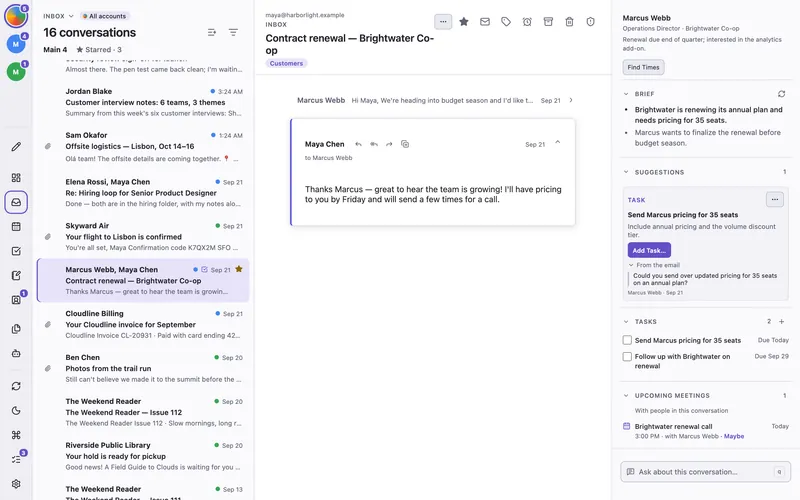 6
M
4
M
1
1
3
INBOX
All accounts
16 conversations
Main 4
Starred · 3
Almost there. The pen test came back clean; I'm waitin...
Jordan Blake
3:24 AM
Customer interview notes: 6 teams, 3 themes
Summary from this week's six customer interviews: Sh...
Sam Okafor
1:24 AM
Offsite logistics — Lisbon, Oct 14–16
Olá team! The offsite details are coming together. 📍 ...
Elena Rossi, Maya Chen
Sep 21
Re: Hiring loop for Senior Product Designer
Done — both are in the hiring folder, with my notes alo...
Skyward Air
Sep 21
Your flight to Lisbon is confirmed
You're all set, Maya Confirmation code K7QX2M SFO ...
Marcus Webb, Maya Chen
Sep 21
Contract renewal — Brightwater Co-op
Thanks Marcus — great to hear the team is growin...
Cloudline Billing
Sep 21
Your Cloudline invoice for September
Cloudline Invoice CL-20931 · Paid with card ending 42...
Ben Chen
Sep 20
Photos from the trail run
Still can't believe we made it to the summit before the ...
The Weekend Reader
Sep 20
The Weekend Reader — Issue 112
The Weekend Reader Issue 112 · Slow mornings, long r...
Riverside Public Library
Sep 20
Your hold is ready for pickup
Good news! A Field Guide to Clouds is waiting for you ...
The Weekend Reader
Sep 13
maya@harborlight.example
INBOX
Contract renewal — Brightwater Co-
op
Customers
Marcus Webb
Hi Maya, We're heading into budget season and I'd like t...
Sep 21
Maya Chen
Sep 21
to Marcus Webb
Thanks Marcus — great to hear the team is growing! I'll have pricing
to you by Friday and will send a few times for a call.
Marcus Webb
Operations Director · Brightwater Co-op
Renewal due end of quarter; interested in the analytics
add-on.
Find Times
BRIEF
• Brightwater is renewing its annual plan and
needs pricing for 35 seats.
• Marcus wants to finalize the renewal before
budget season.
SUGGESTIONS
1
TASK
Send Marcus pricing for 35 seats
Include annual pricing and the volume discount
tier.
Add Task...
From the email
Could you send over updated pricing for 35 seats
on an annual plan?
Marcus Webb · Sep 21
TASKS
2
Send Marcus pricing for 35 seats
Due Today
Follow up with Brightwater on
renewal
Due Sep 29
UPCOMING MEETINGS
1
With people in this conversation
Brightwater renewal call
Today
3:00 PM · with Marcus Webb · Maybe
Ask about this conversation...
q